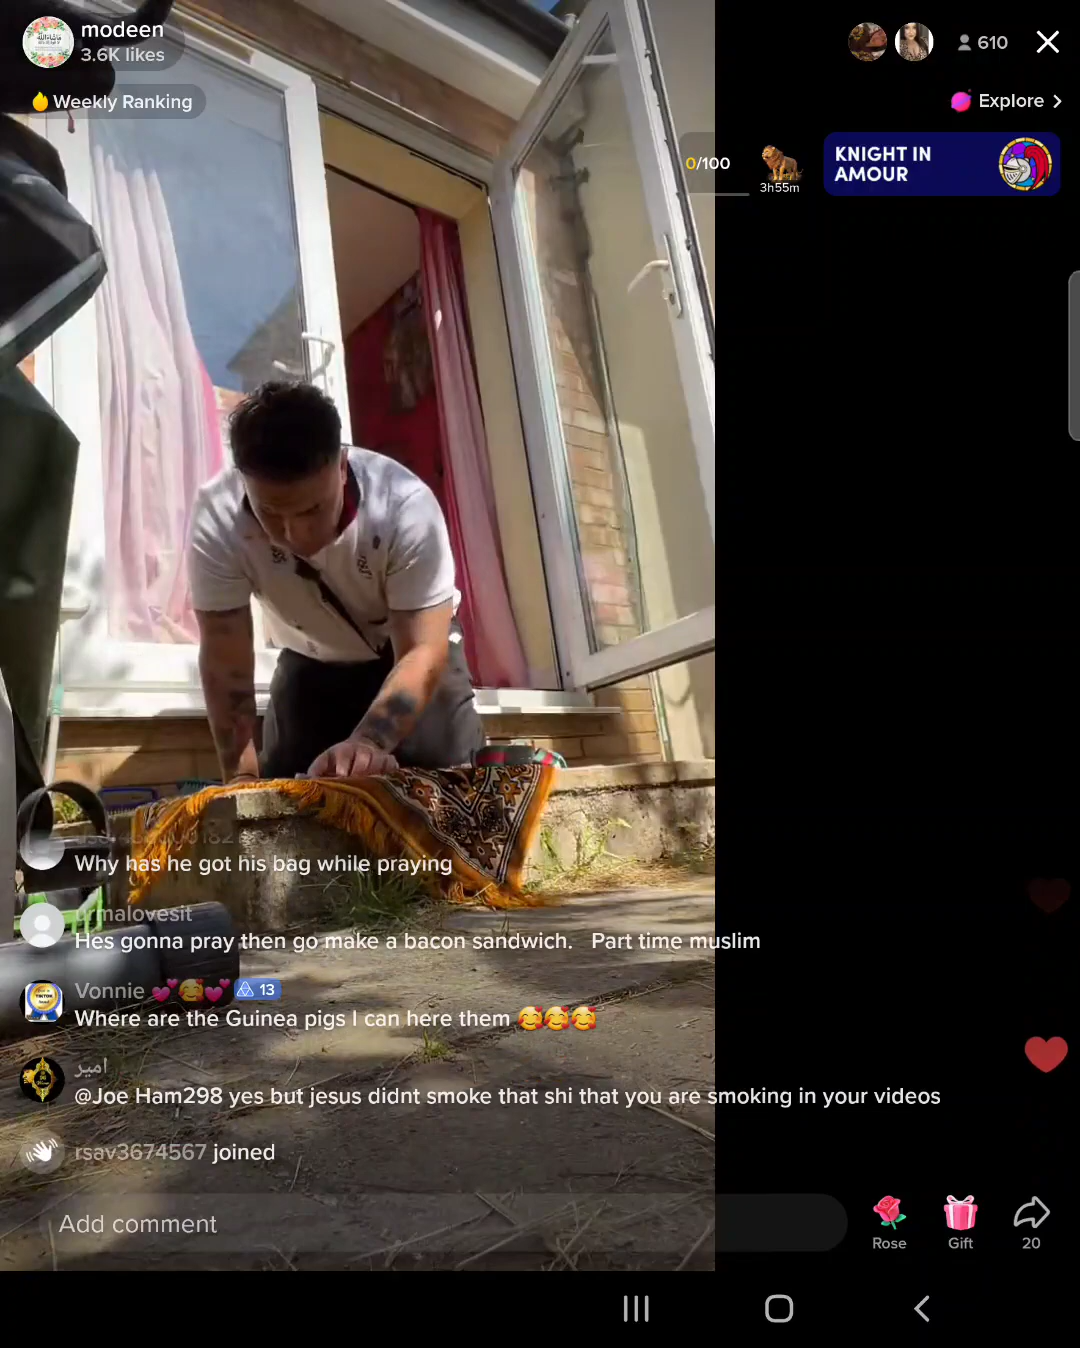 modeen
3.6K likes
610
Weekly Ranking
Explore
0/100
3h55m
KNIGHT IN
AMOUR
Why has he got his bag while praying
urmalovesit
Hes gonna pray then go make a bacon sandwich. Part time muslim
Vonnie 💕🥰💕 13
Where are the Guinea pigs I can here them 🥰🥰🥰
امیر
@Joe Ham298 yes but jesus didnt smoke that shi that you are smoking in your videos
rsav3674567 joined
Add comment
Rose
Gift
20